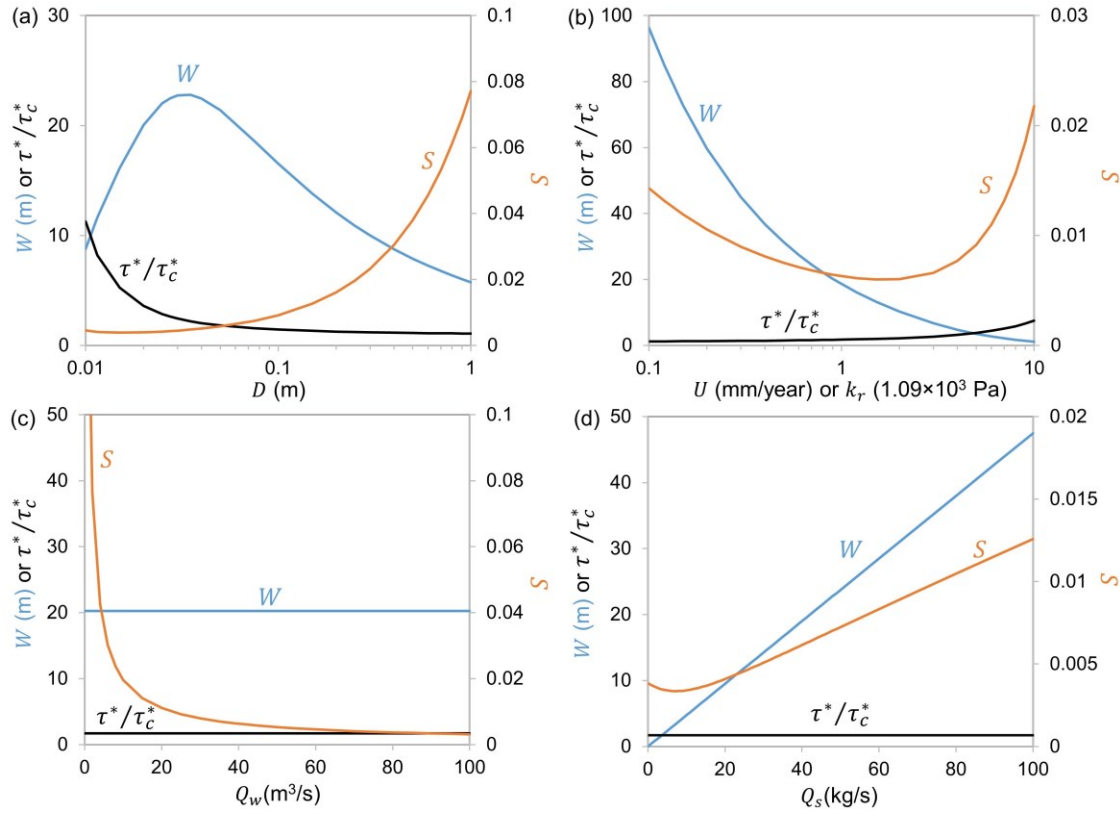 (a)
30
20
10
0
W (m) or τ*/τ*c
W
S
τ*/τ*c
0.1
0.08
0.06
0.04
0.02
0
S
0.01
0.1
1
D (m)
(b)
100
80
60
40
20
0
W (m) or τ*/τ*c
W
S
τ*/τ*c
0.03
0.02
0.01
0
S
0.1
1
10
U (mm/year) or kr (1.09×10³ Pa)
(c)
50
40
30
20
10
0
W (m) or τ*/τ*c
S
W
τ*/τ*c
0.1
0.08
0.06
0.04
0.02
0
S
0 20 40 60 80 100
Qw(m³/s)
(d)
50
40
30
20
10
0
W (m) or τ*/τ*c
W
S
τ*/τ*c
0.02
0.015
0.01
0.005
0
S
0 20 40 60 80 100
Qs(kg/s)